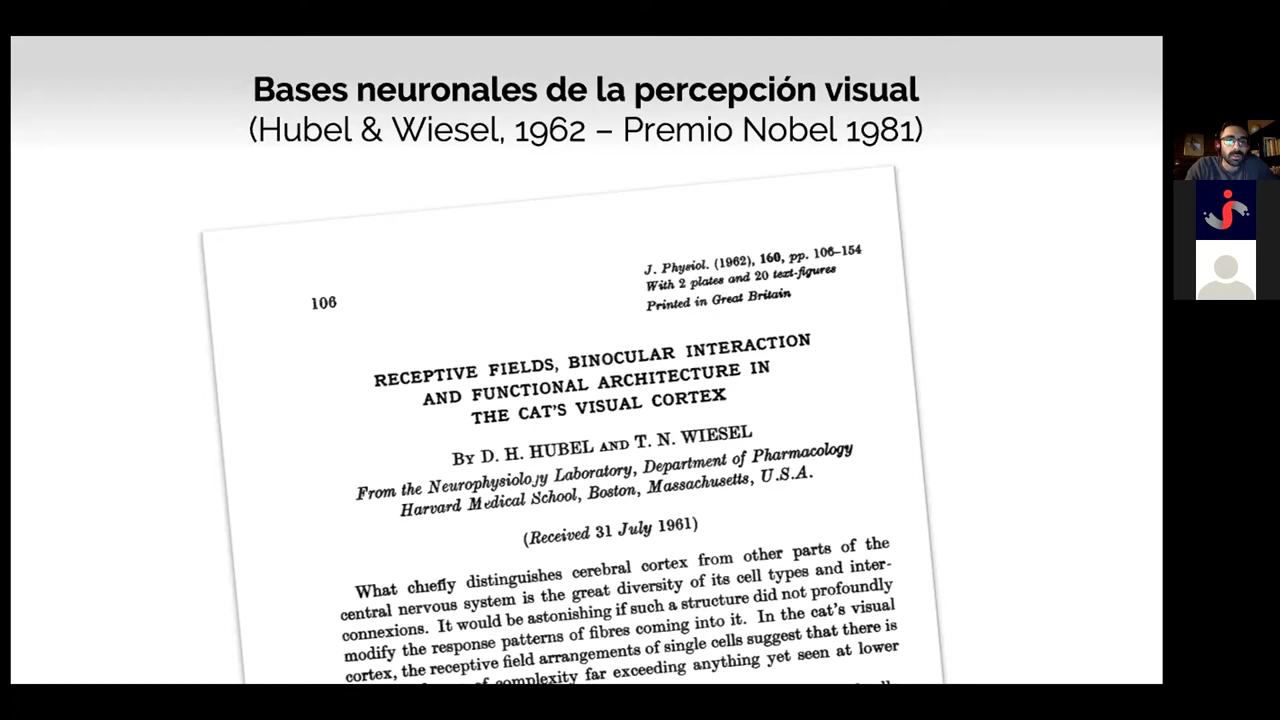 Bases neuronales de la percepción visual
(Hubel & Wiesel, 1962 – Premio Nobel 1981)
J. Physiol. (1962), 160, pp. 106–154
With 2 plates and 20 text-figures
Printed in Great Britain
106
RECEPTIVE FIELDS, BINOCULAR INTERACTION
AND FUNCTIONAL ARCHITECTURE IN
THE CAT'S VISUAL CORTEX
By D. H. HUBEL AND T. N. WIESEL
From the Neurophysiology Laboratory, Department of Pharmacology
Harvard Medical School, Boston, Massachusetts, U.S.A.
(Received 31 July 1961)
What chiefly distinguishes cerebral cortex from other parts of the
central nervous system is the great diversity of its cell types and inter-
connexions. It would be astonishing if such a structure did not profoundly
modify the response patterns of fibres coming into it. In the cat's visual
cortex, the receptive field arrangements of single cells suggest that there is
of complexity far exceeding anything yet seen at lower